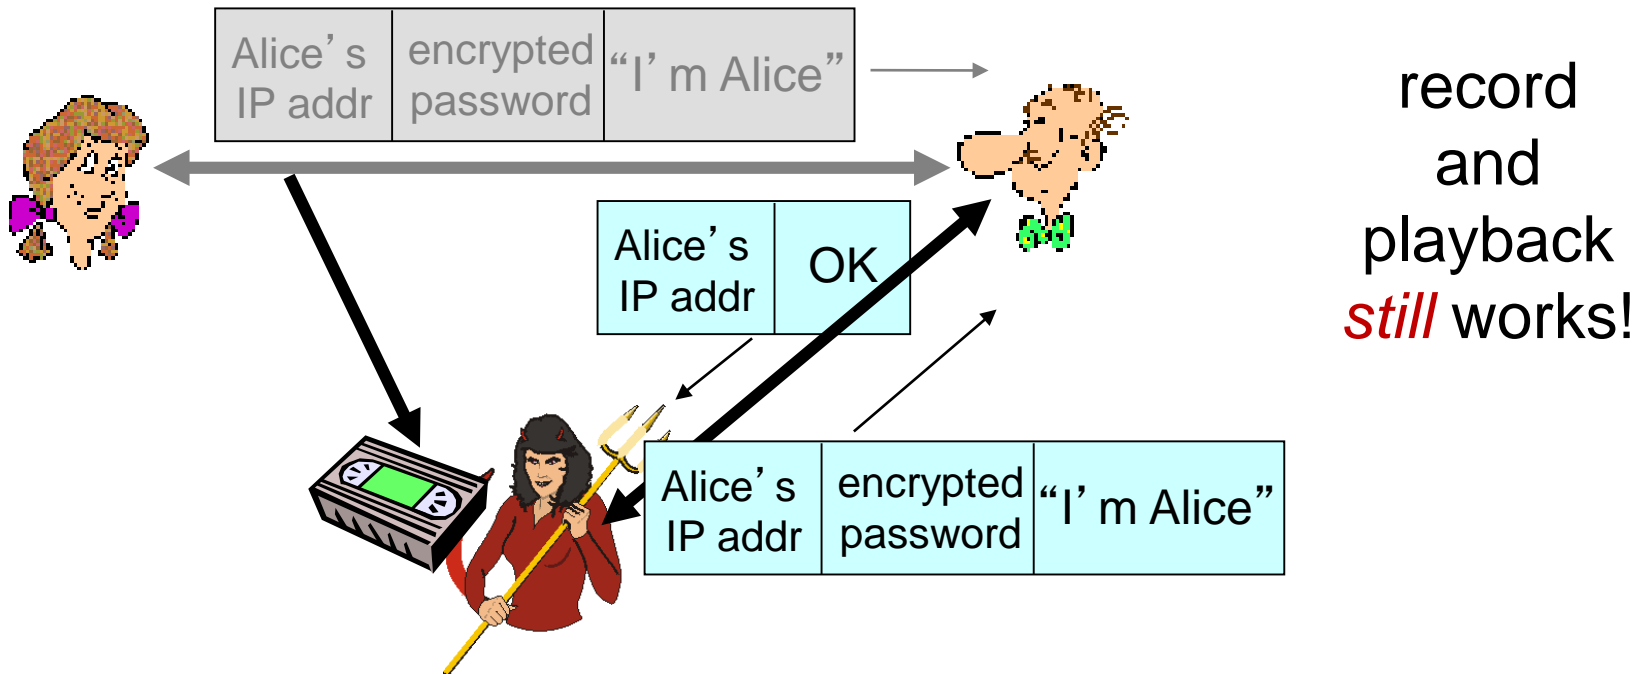 Alice’ s
IP addr
encrypted
password
“I’ m Alice”
record
and
playback
still works!
Alice’ s
IP addr
OK
Alice’ s
IP addr
encrypted
password
“I’ m Alice”